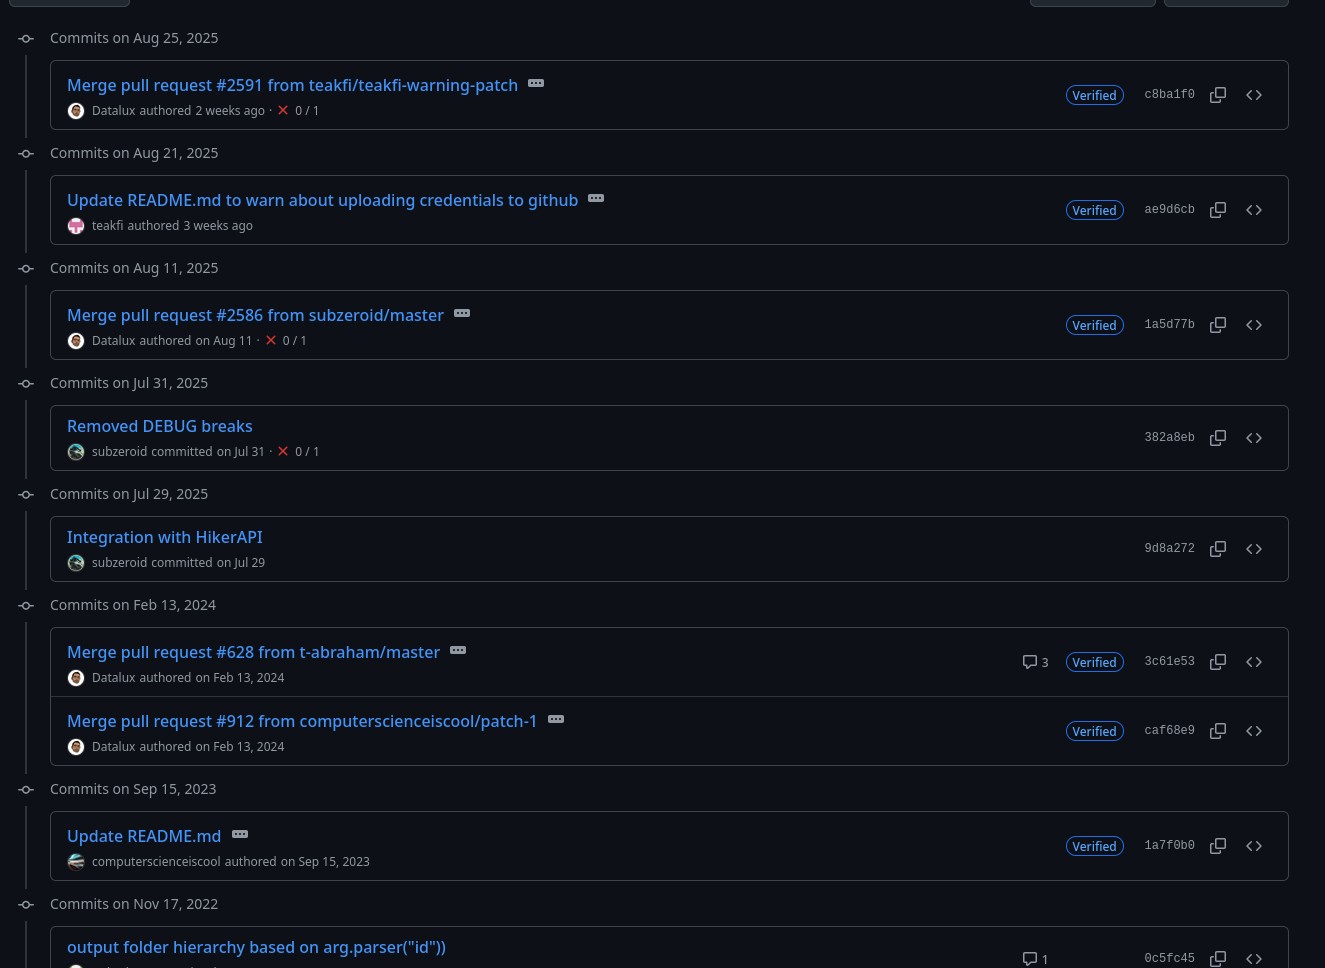 Commits on Aug 25, 2025
Merge pull request #2591 from teakfi/teakfi-warning-patch
Datalux authored 2 weeks ago · 0 / 1
Verified c8ba1f0
Commits on Aug 21, 2025
Update README.md to warn about uploading credentials to github
teakfi authored 3 weeks ago
Verified ae9d6cb
Commits on Aug 11, 2025
Merge pull request #2586 from subzeroid/master
Datalux authored on Aug 11 · 0 / 1
Verified 1a5d77b
Commits on Jul 31, 2025
Removed DEBUG breaks
subzeroid committed on Jul 31 · 0 / 1
382a8eb
Commits on Jul 29, 2025
Integration with HikerAPI
subzeroid committed on Jul 29
9d8a272
Commits on Feb 13, 2024
Merge pull request #628 from t-abraham/master
Datalux authored on Feb 13, 2024
3 Verified 3c61e53
Merge pull request #912 from computerscienceiscool/patch-1
Datalux authored on Feb 13, 2024
Verified caf68e9
Commits on Sep 15, 2023
Update README.md
computerscienceiscool authored on Sep 15, 2023
Verified 1a7f0b0
Commits on Nov 17, 2022
output folder hierarchy based on arg.parser("id"))
1 0c5fc45